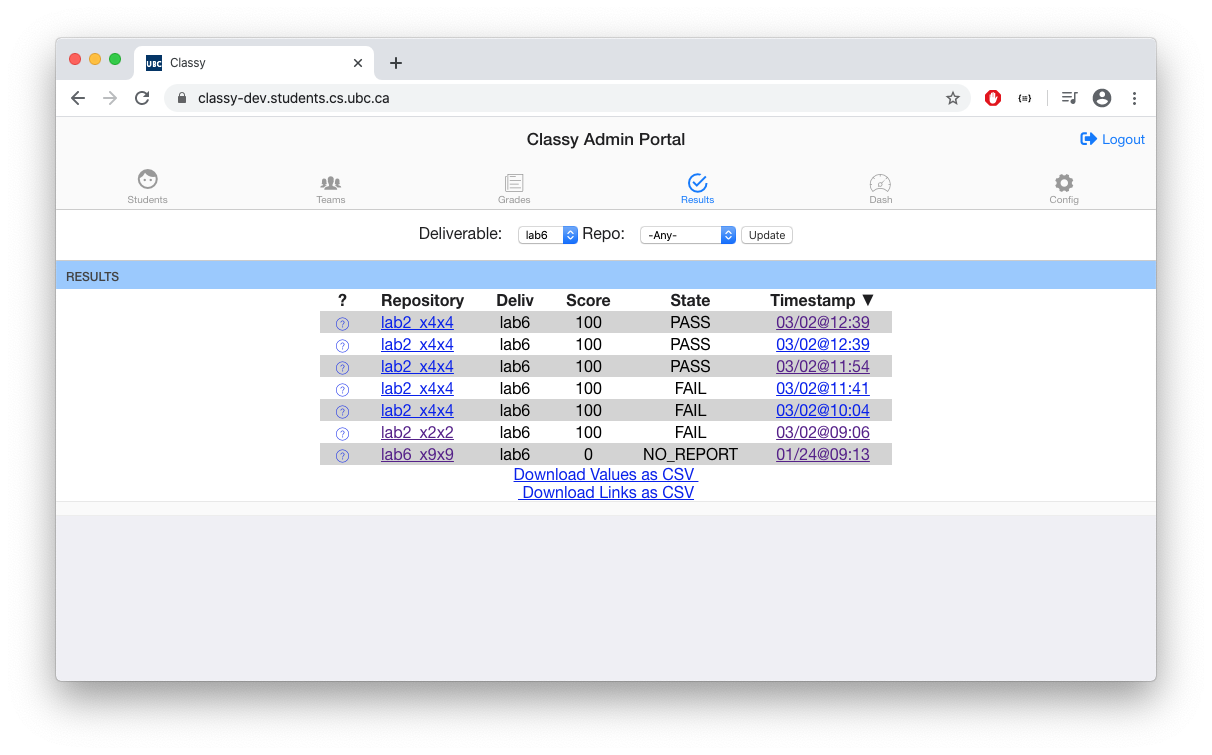 UBC Classy
classy-dev.students.cs.ubc.ca
Classy Admin Portal Logout
Students Teams Grades Results Dash Config
Deliverable: lab6 Repo: -Any- Update
RESULTS
? Repository Deliv Score State Timestamp ▼
? lab2_x4x4 lab6 100 PASS 03/02@12:39
? lab2_x4x4 lab6 100 PASS 03/02@12:39
? lab2_x4x4 lab6 100 PASS 03/02@11:54
? lab2_x4x4 lab6 100 FAIL 03/02@11:41
? lab2_x4x4 lab6 100 FAIL 03/02@10:04
? lab2_x2x2 lab6 100 FAIL 03/02@09:06
? lab6_x9x9 lab6 0 NO_REPORT 01/24@09:13
Download Values as CSV
Download Links as CSV